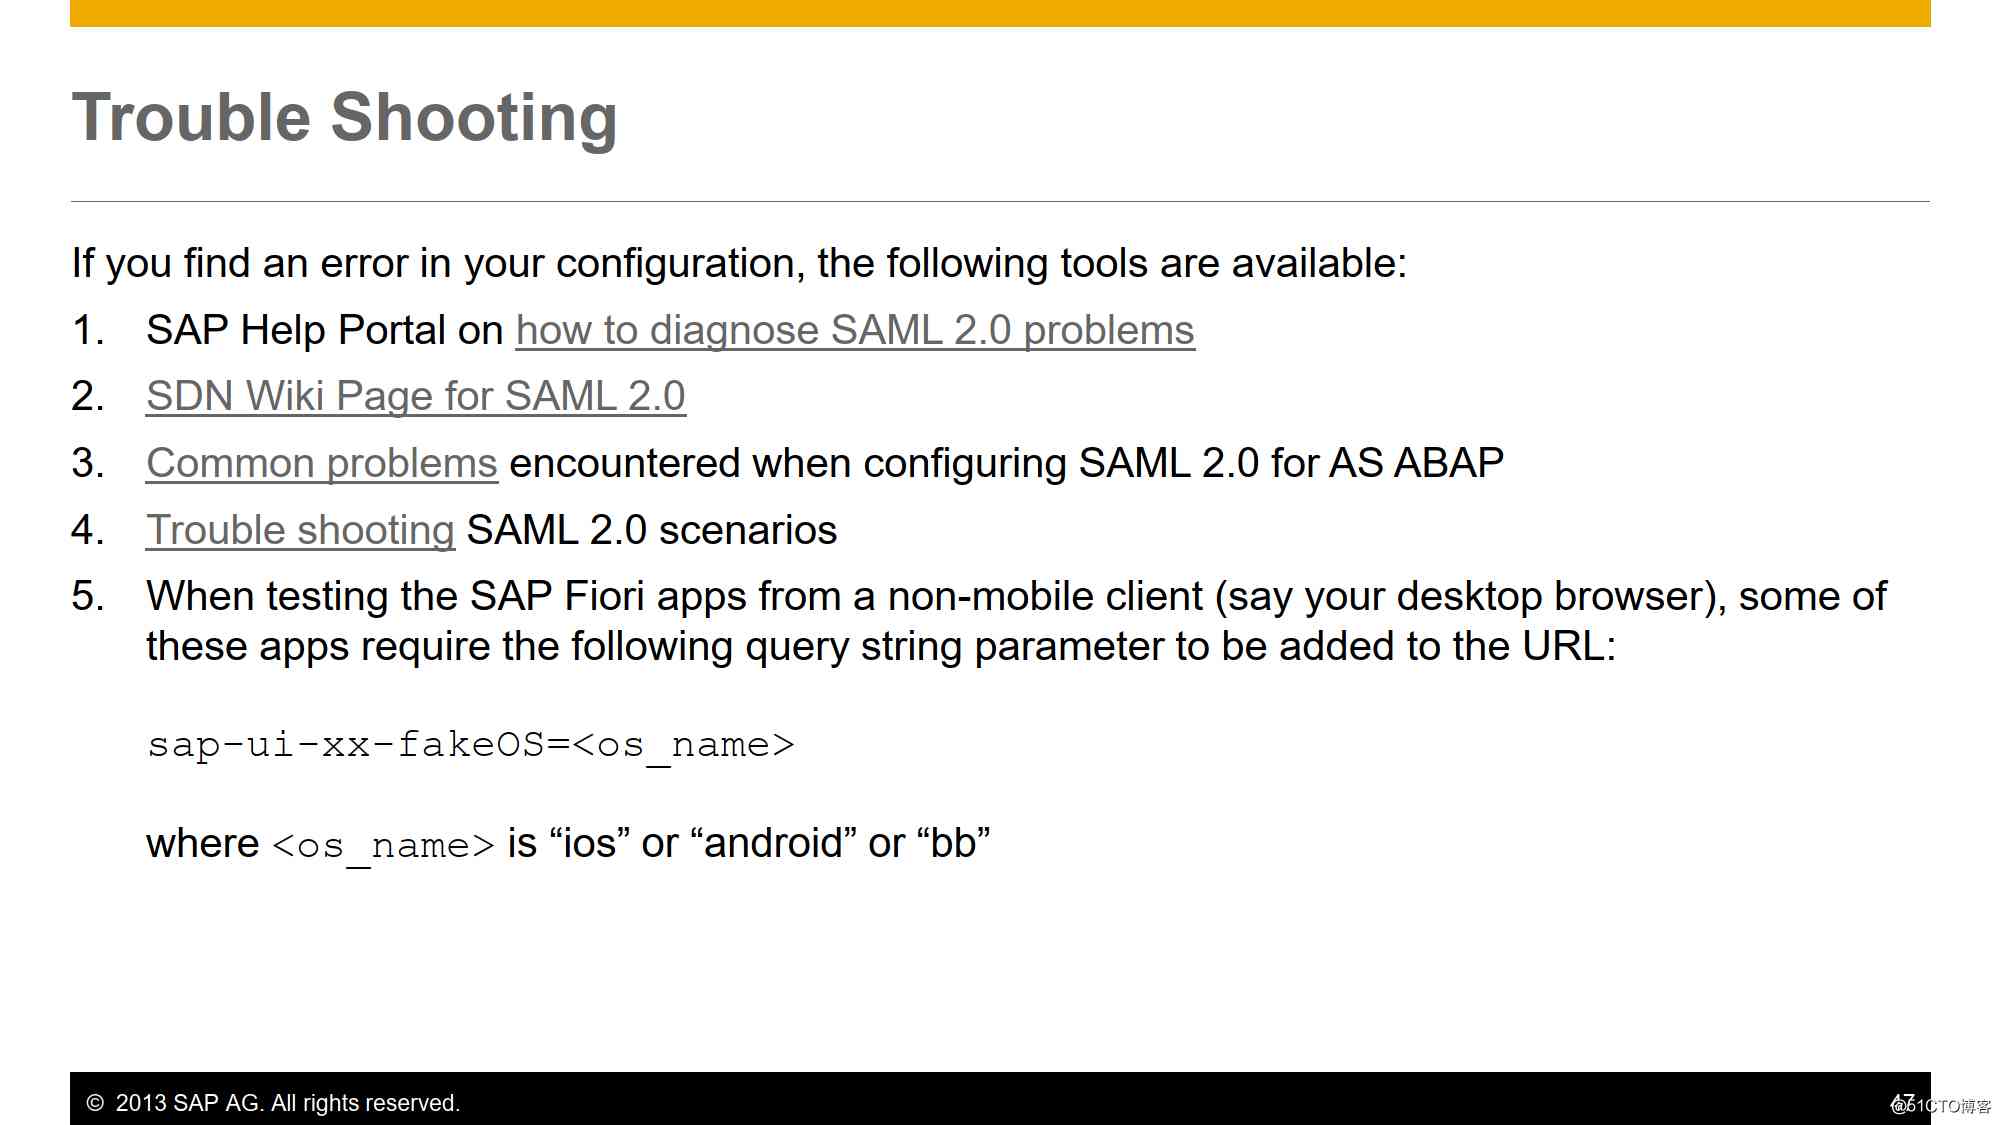 Trouble Shooting
If you find an error in your configuration, the following tools are available:
1. SAP Help Portal on how to diagnose SAML 2.0 problems
2. SDN Wiki Page for SAML 2.0
3. Common problems encountered when configuring SAML 2.0 for AS ABAP
4. Trouble shooting SAML 2.0 scenarios
5. When testing the SAP Fiori apps from a non-mobile client (say your desktop browser), some of
these apps require the following query string parameter to be added to the URL:
sap-ui-xx-fakeOS=<os_name>
where <os_name> is “ios” or “android” or “bb”
© 2013 SAP AG. All rights reserved.
47
@51CTO博客